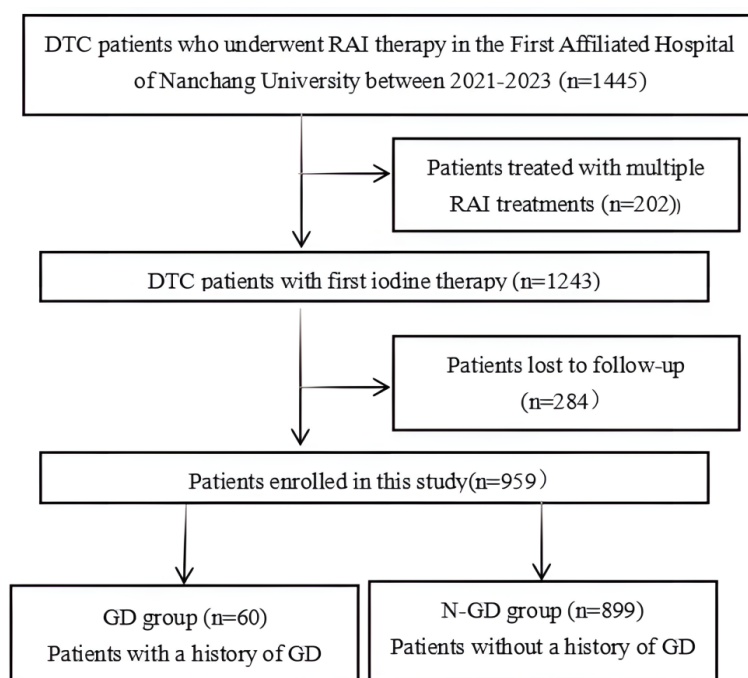 DTC patients who underwent RAI therapy in the First Affiliated Hospital
of Nanchang University between 2021-2023 (n=1445)
Patients treated with multiple
RAI treatments (n=202))
DTC patients with first iodine therapy (n=1243)
Patients lost to follow-up
(n=284）
Patients enrolled in this study(n=959）
GD group (n=60)
Patients with a history of GD
N-GD group (n=899)
Patients without a history of GD